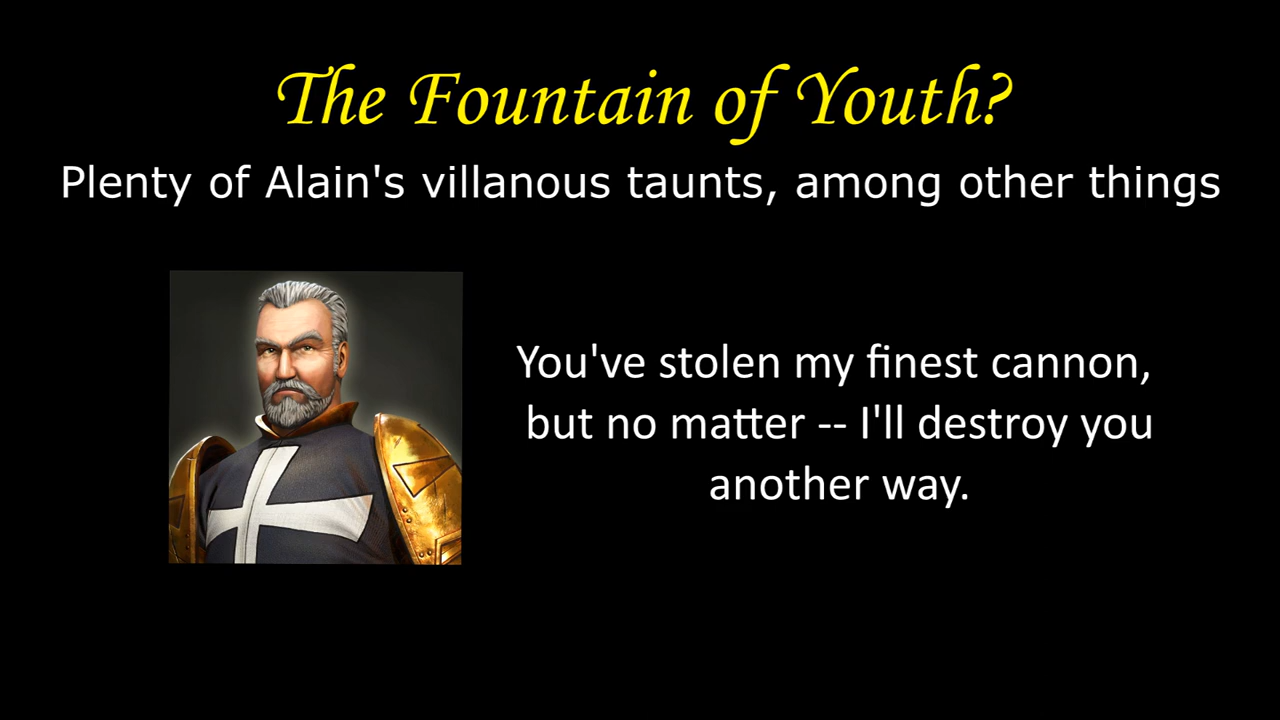 The Fountain of Youth?
Plenty of Alain's villanous taunts, among other things
You've stolen my finest cannon,
but no matter -- I'll destroy you
another way.